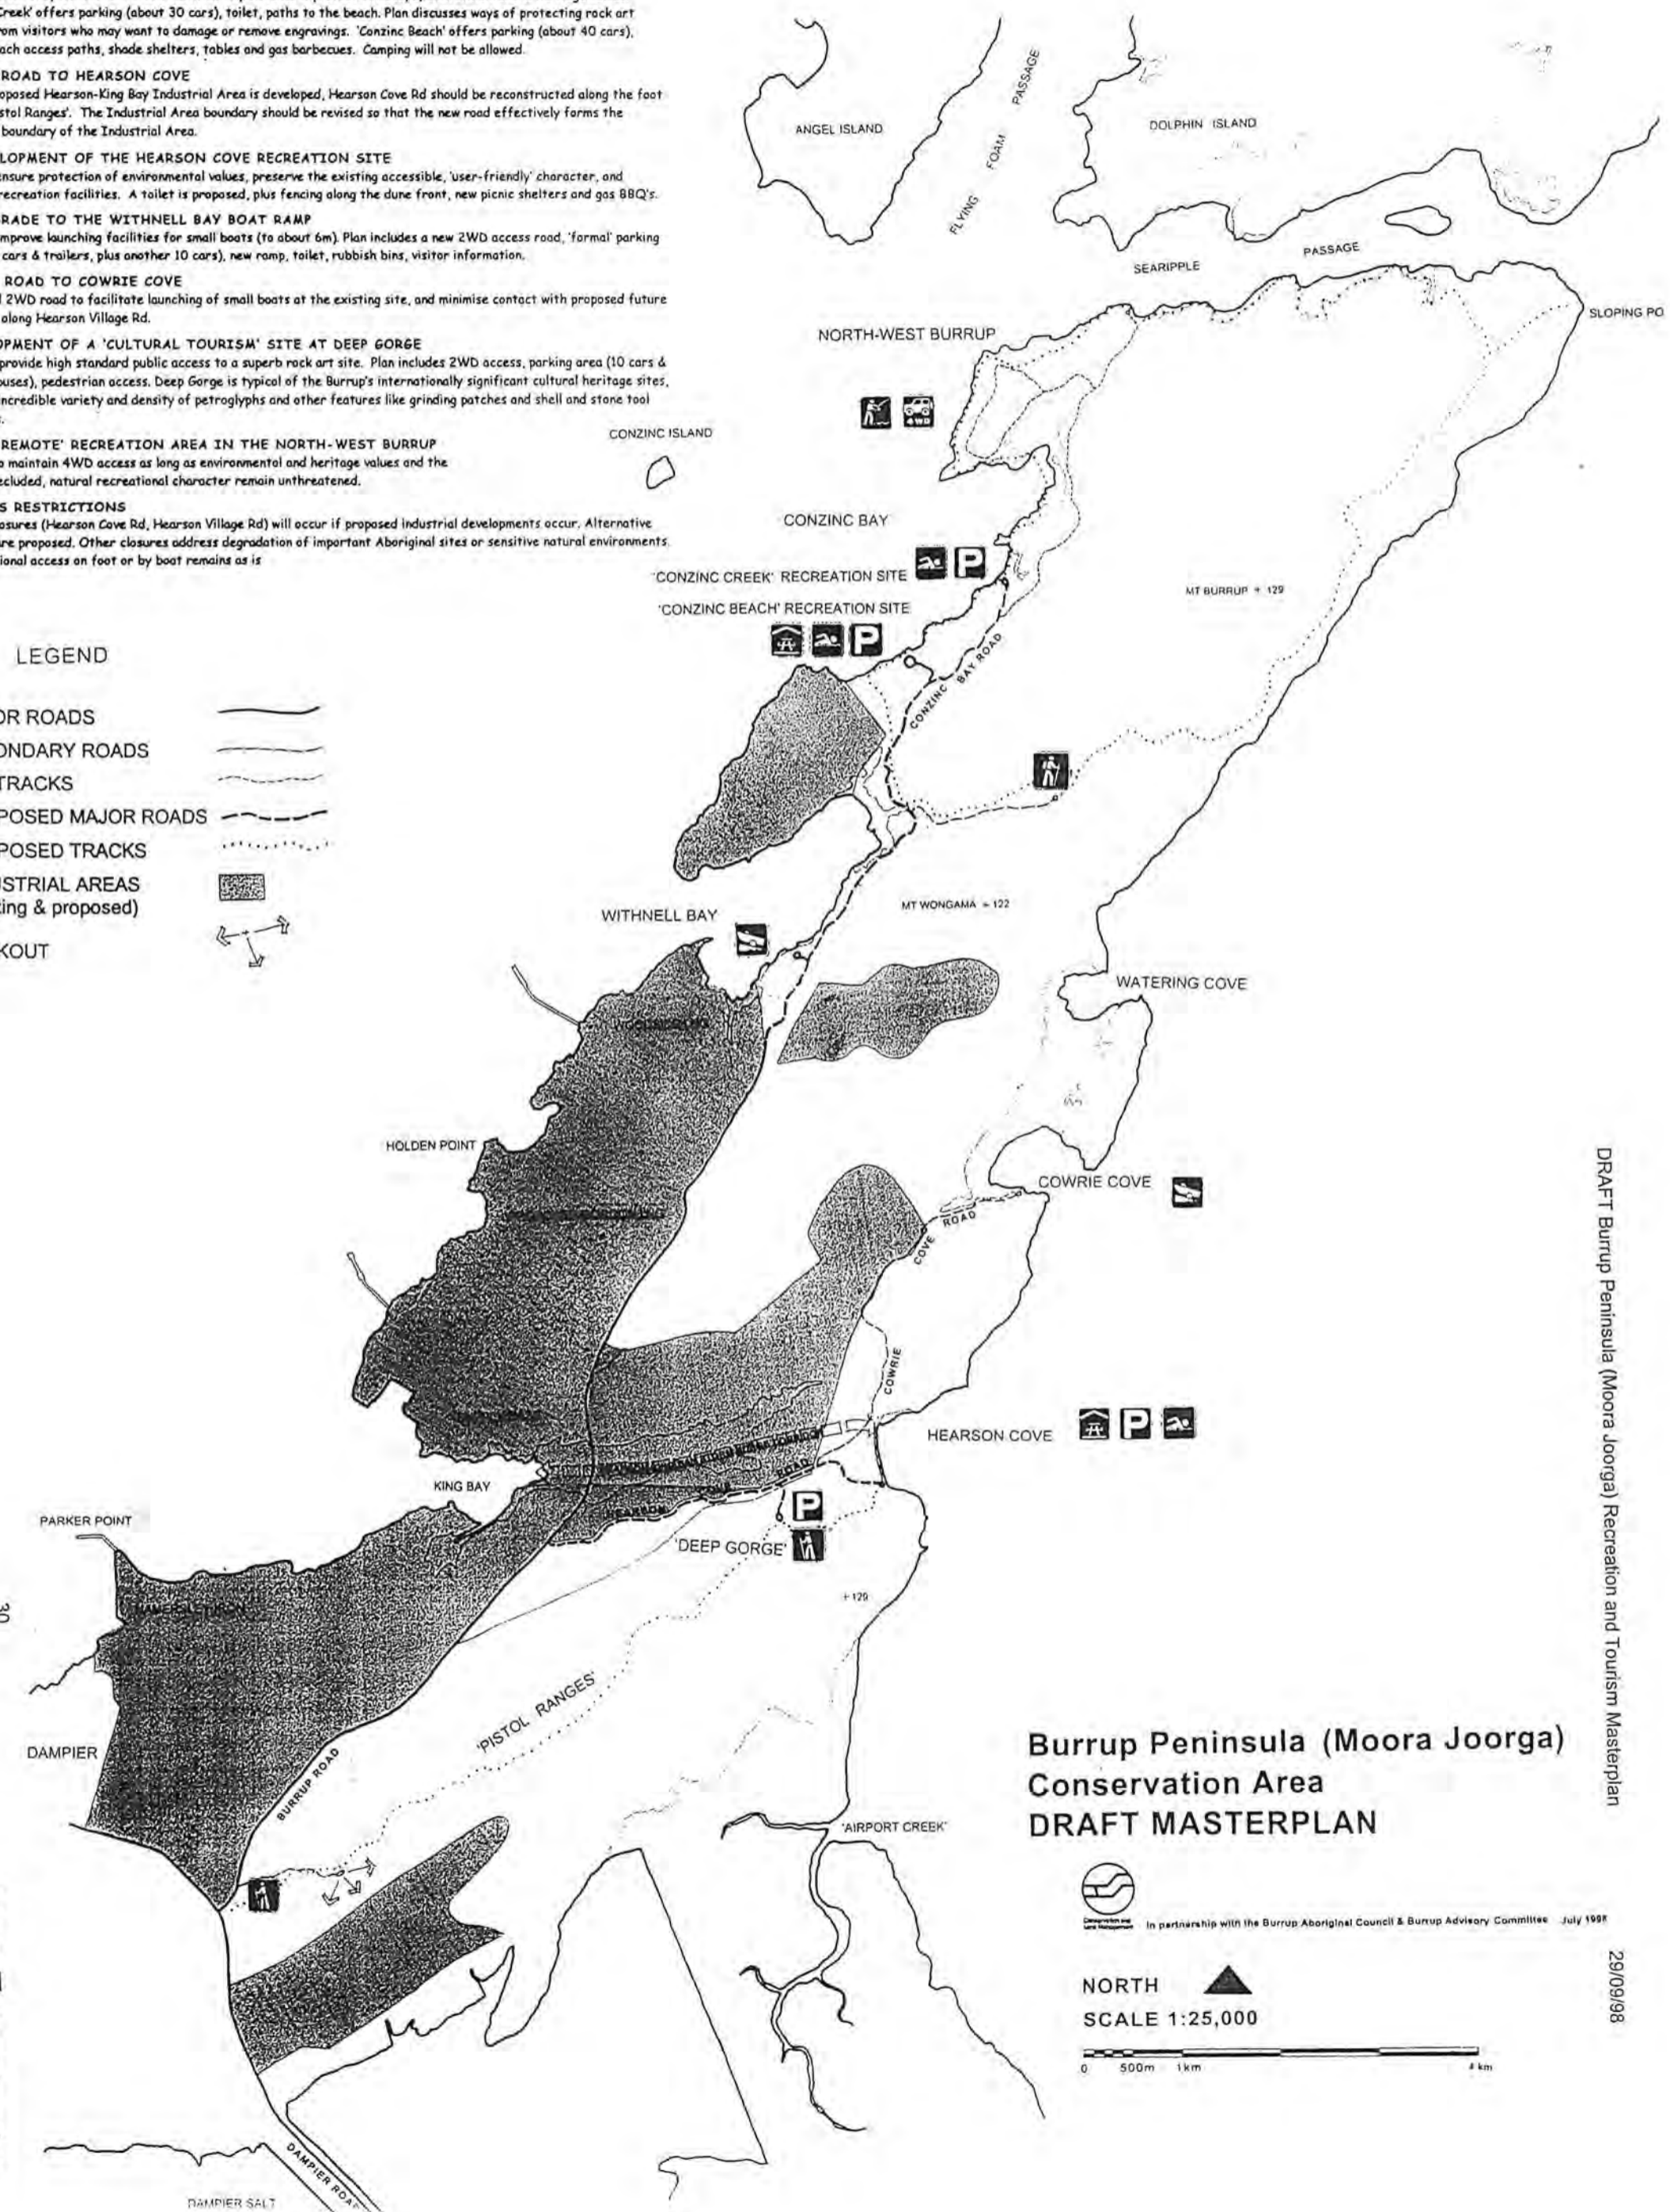 Creek' offers parking (about 30 cars), toilet, paths to the beach. Plan discusses ways of protecting rock art
om visitors who may want to damage or remove engravings. 'Conzinc Beach' offers parking (about 40 cars),
ach access paths, shade shelters, tables and gas barbecues. Camping will not be allowed.
ROAD TO HEARSON COVE
oposed Hearson-King Bay Industrial Area is developed, Hearson Cove Rd should be reconstructed along the foot
stol Ranges'. The Industrial Area boundary should be revised so that the new road effectively forms the
boundary of the Industrial Area.
LOPMENT OF THE HEARSON COVE RECREATION SITE
ensure protection of environmental values, preserve the existing accessible, 'user-friendly' character, and
recreation facilities. A toilet is proposed, plus fencing along the dune front, new picnic shelters and gas BBQ's.
RADE TO THE WITHNELL BAY BOAT RAMP
improve launching facilities for small boats (to about 6m). Plan includes a new 2WD access road, 'formal' parking
cars & trailers, plus another 10 cars), new ramp, toilet, rubbish bins, visitor information.
ROAD TO COWRIE COVE
2WD road to facilitate launching of small boats at the existing site, and minimise contact with proposed future
along Hearson Village Rd.
OPMENT OF A 'CULTURAL TOURISM' SITE AT DEEP GORGE
provide high standard public access to a superb rock art site. Plan includes 2WD access, parking area (10 cars &
buses), pedestrian access. Deep Gorge is typical of the Burrup's internationally significant cultural heritage sites,
incredible variety and density of petroglyphs and other features like grinding patches and shell and stone tool
REMOTE' RECREATION AREA IN THE NORTH-WEST BURRUP
o maintain 4WD access as long as environmental and heritage values and the
ecluded, natural recreational character remain unthreatened.
S RESTRICTIONS
osures (Hearson Cove Rd, Hearson Village Rd) will occur if proposed industrial developments occur. Alternative
are proposed. Other closures address degradation of important Aboriginal sites or sensitive natural environments.
ional access on foot or by boat remains as is
LEGEND
OR ROADS
ONDARY ROADS
TRACKS
POSED MAJOR ROADS
POSED TRACKS
USTRIAL AREAS
ting & proposed)
KOUT
ANGEL ISLAND
FLYING FOAM PASSAGE
DOLPHIN ISLAND
SEARIPPLE PASSAGE
SLOPING PO
NORTH-WEST BURRUP
4WD
CONZINC ISLAND
CONZINC BAY
'CONZINC CREEK' RECREATION SITE
P
'CONZINC BEACH' RECREATION SITE
P
MT BURRUP + 129
CONZINC BAY ROAD
MT WONGAMA + 122
WITHNELL BAY
WATERING COVE
HOLDEN POINT
COWRIE COVE
COWRIE COVE ROAD
HEARSON COVE
P
KING BAY
HEARSON COVE ROAD
P
'DEEP GORGE'
PARKER POINT
+ 129
'PISTOL RANGES'
DAMPIER
BURRUP ROAD
'AIRPORT CREEK'
DAMPIER ROAD
DAMPIER SALT
30
Burrup Peninsula (Moora Joorga)
Conservation Area
DRAFT MASTERPLAN
Conservation and
Land Management
In partnership with the Burrup Aboriginal Council & Burrup Advisory Committee July 1998
NORTH
SCALE 1:25,000
0 500m 1km 4 km
DRAFT Burrup Peninsula (Moora Joorga) Recreation and Tourism Masterplan
29/09/98